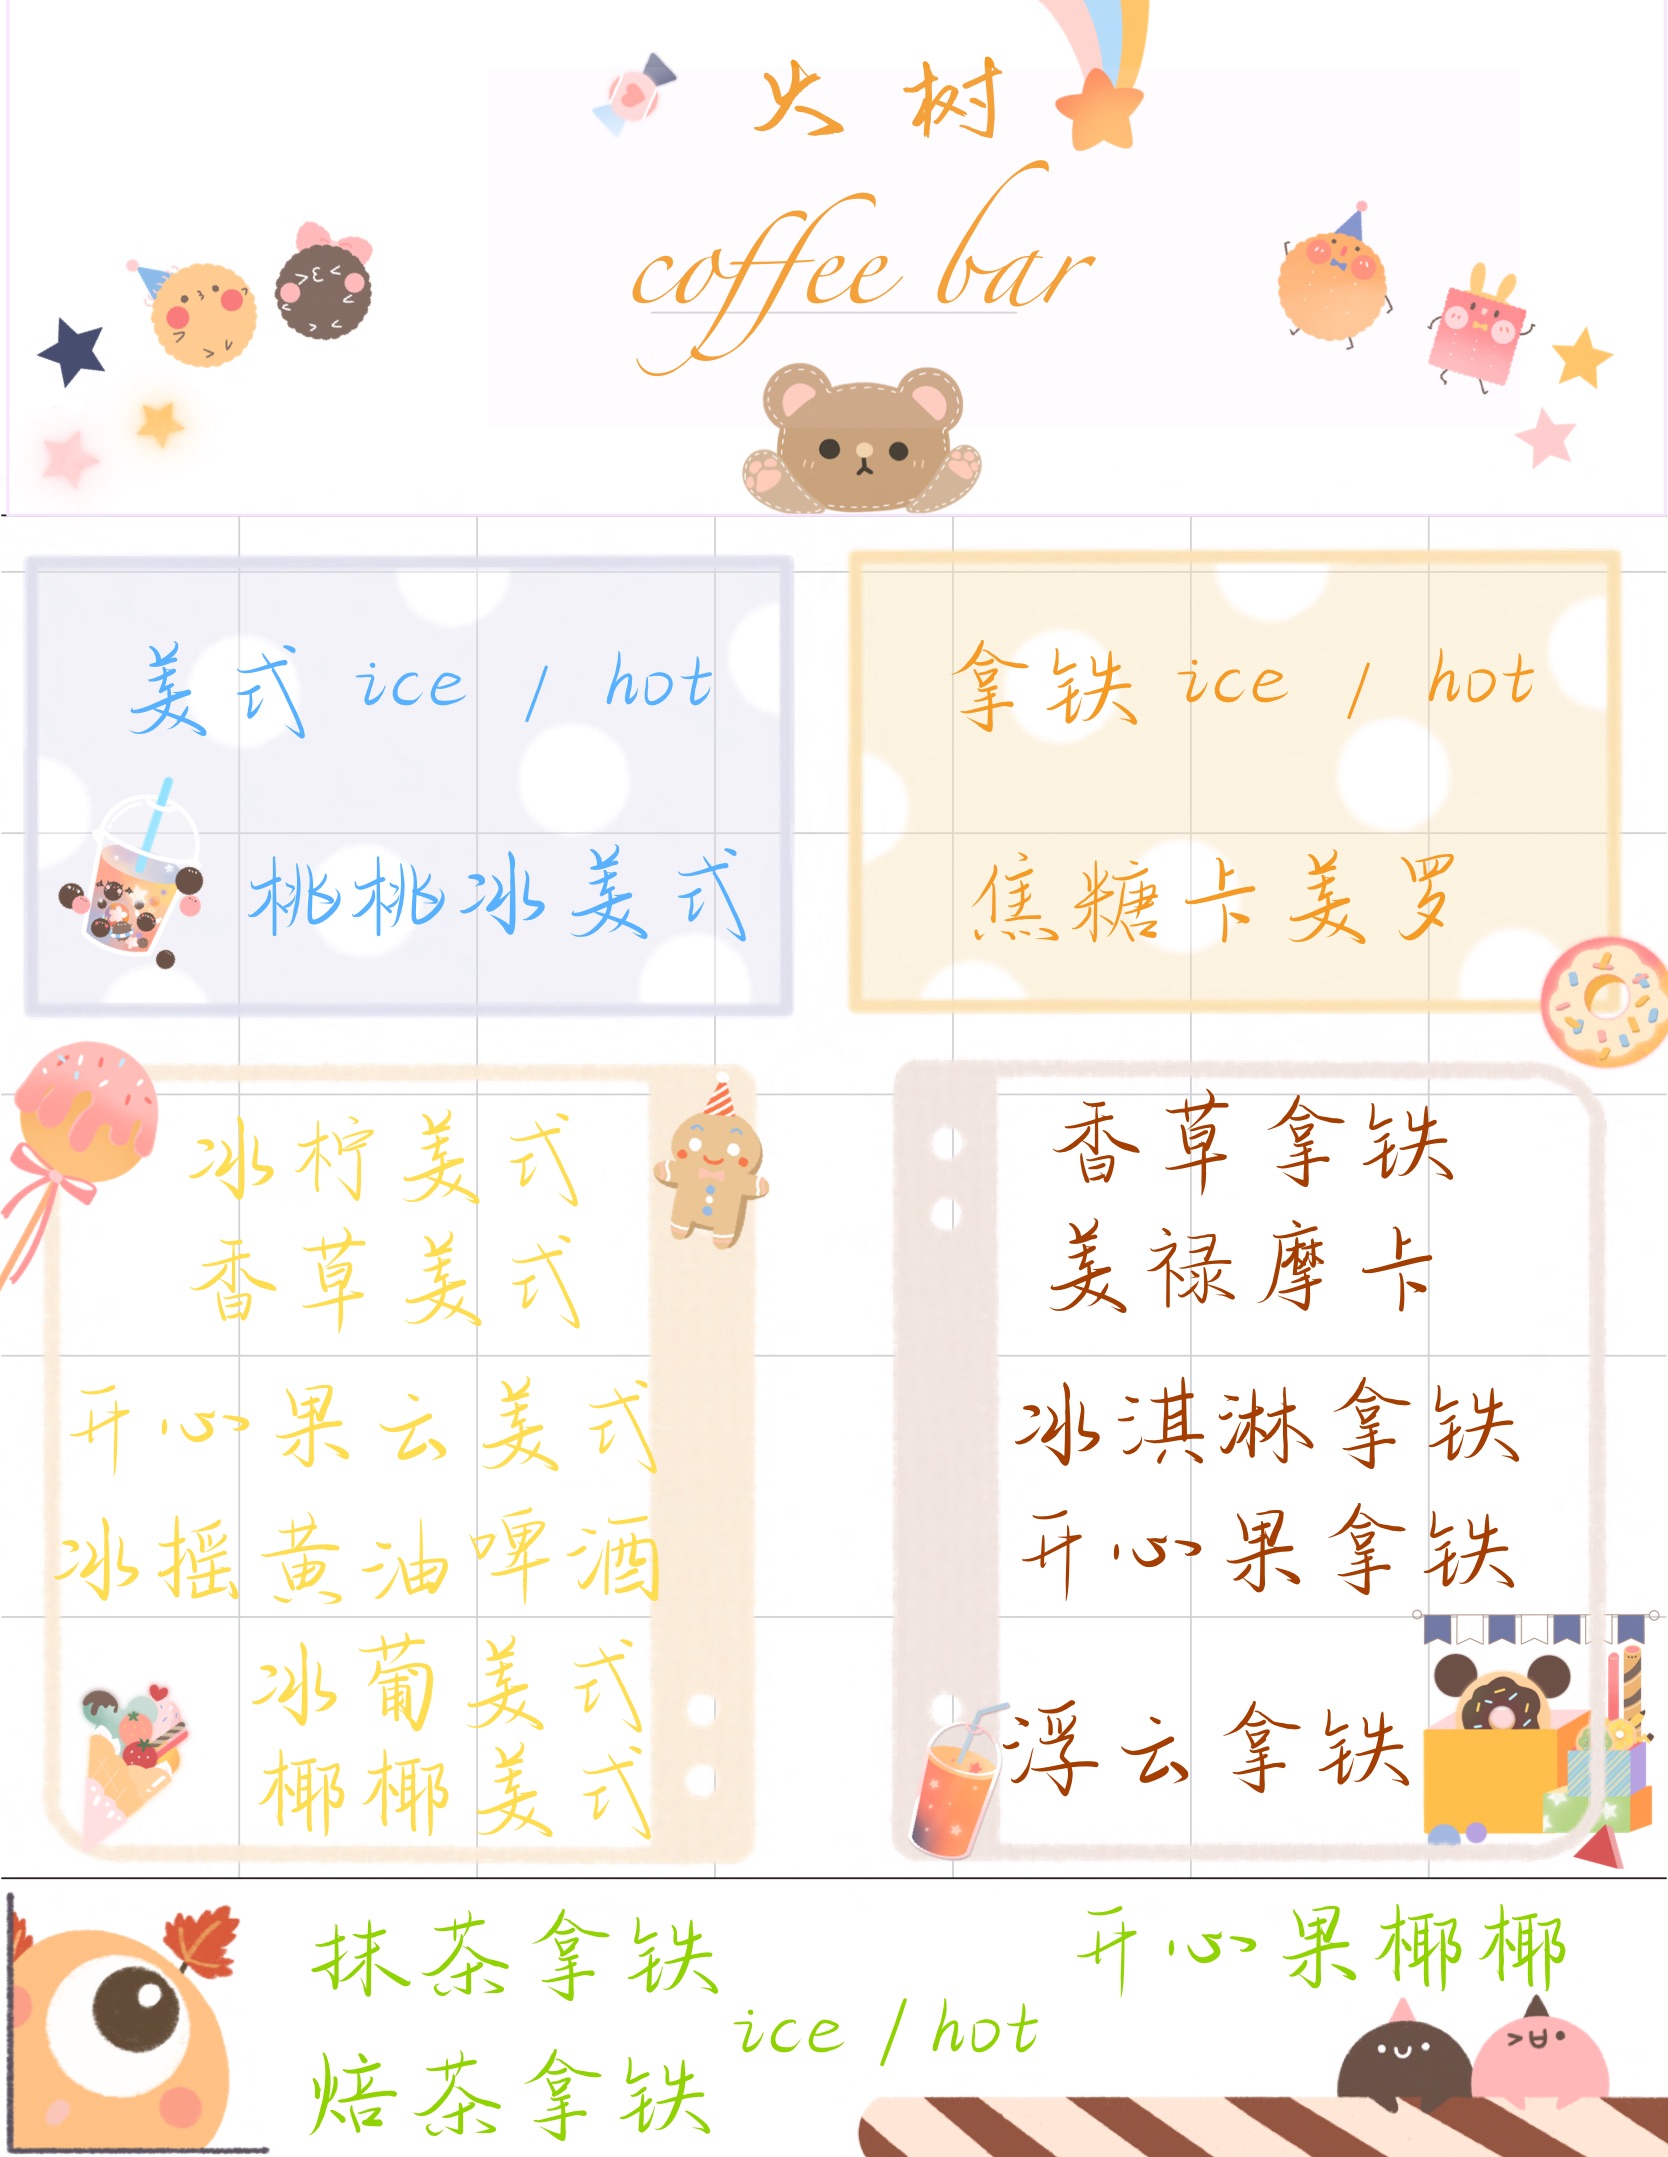 火树
coffee bar
美式 ice / hot
桃桃冰美式
拿铁 ice / hot
焦糖卡美罗
冰柠美式
香草美式
开心果云美式
冰摇黄油啤酒
冰葡美式
椰椰美式
香草拿铁
美禄摩卡
冰淇淋拿铁
开心果拿铁
浮云拿铁
抹茶拿铁
焙茶拿铁
ice / hot
开心果椰椰